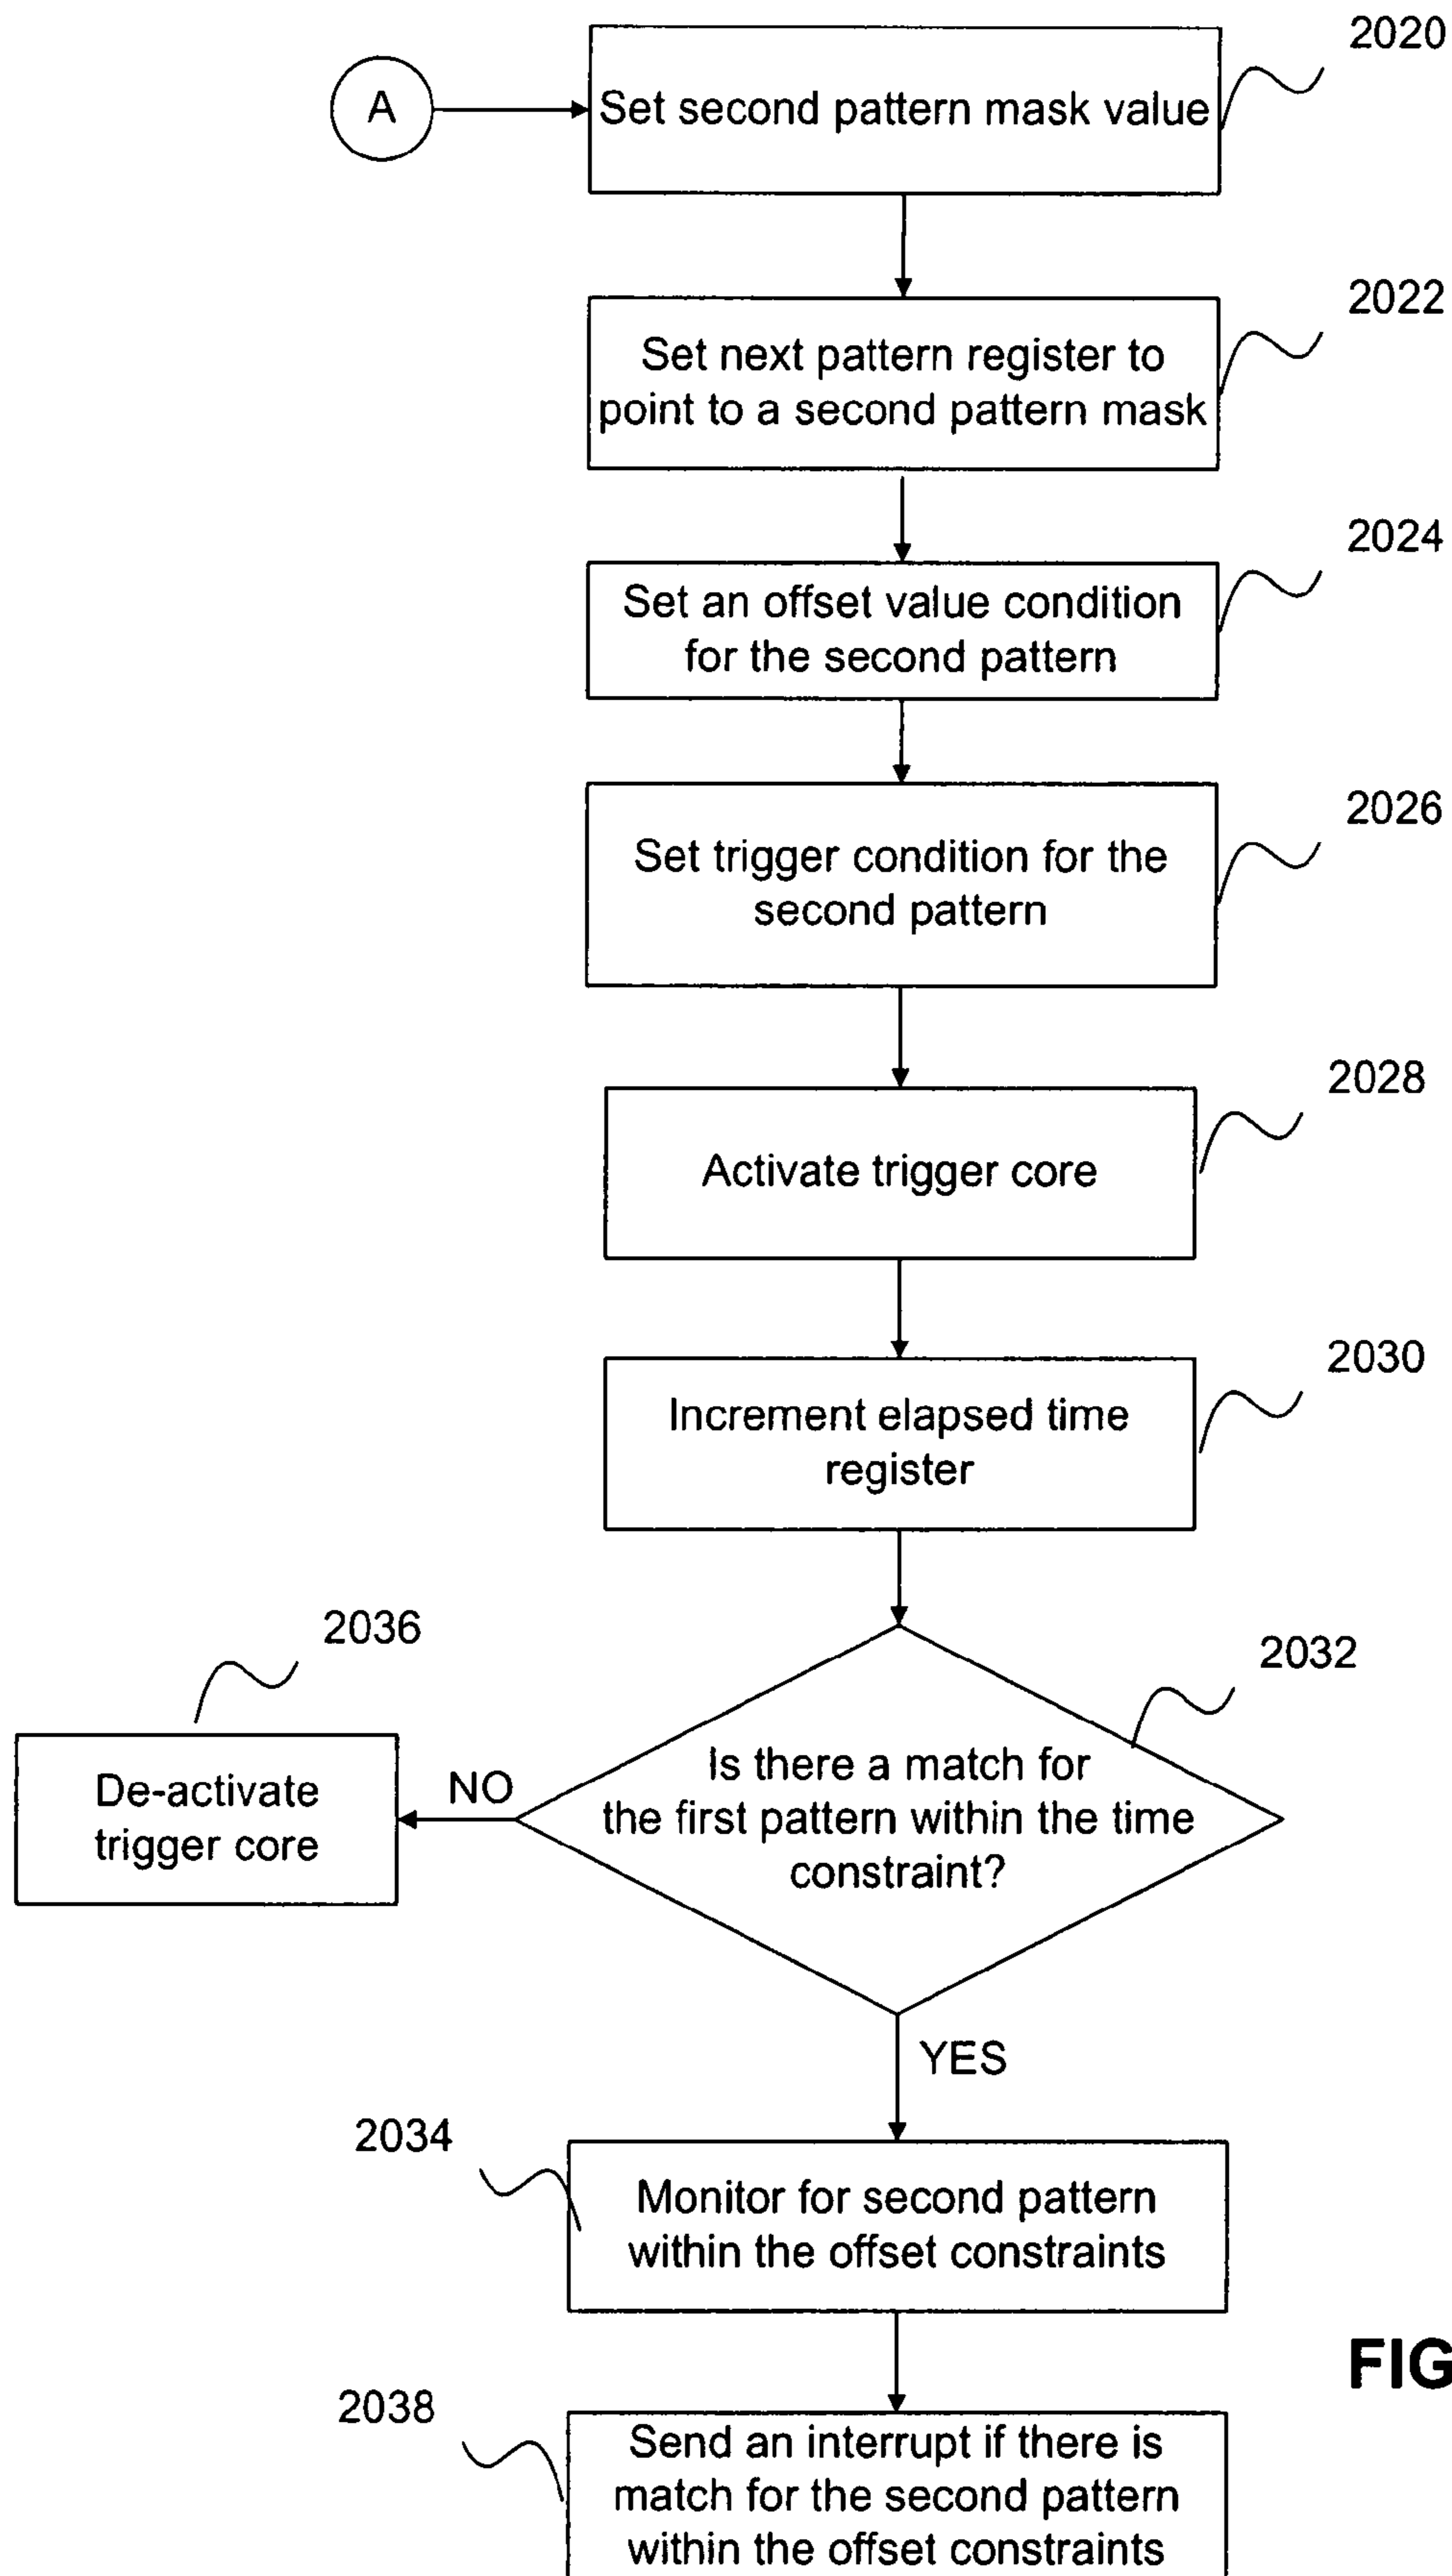 2020
A
Set second pattern mask value
2022
Set next pattern register to
point to a second pattern mask
2024
Set an offset value condition
for the second pattern
2026
Set trigger condition for the
second pattern
2028
Activate trigger core
2030
Increment elapsed time
register
2036
2032
De-activate
trigger core
NO
Is there a match for
the first pattern within the time
constraint?
YES
2034
Monitor for second pattern
within the offset constraints
FIG
2038
Send an interrupt if there is
match for the second pattern
within the offset constraints